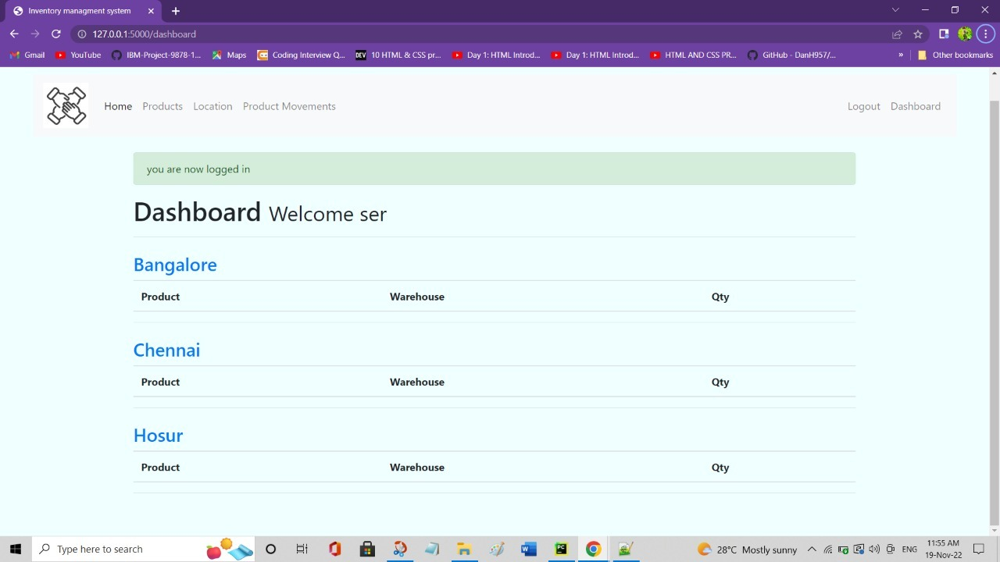 Inventory managment system
127.0.0.1:5000/dashboard
Gmail YouTube IBM-Project-9878-1... Maps Coding Interview Q... DEV 10 HTML & CSS pr... Day 1: HTML Introd... Day 1: HTML Introd... HTML AND CSS PR... GitHub - DanH957/... » Other bookmarks
Home Products Location Product Movements Logout Dashboard
you are now logged in
Dashboard Welcome ser
Bangalore
Product Warehouse Qty
Chennai
Product Warehouse Qty
Hosur
Product Warehouse Qty
Type here to search
28°C Mostly sunny ENG
11:55 AM
19-Nov-22